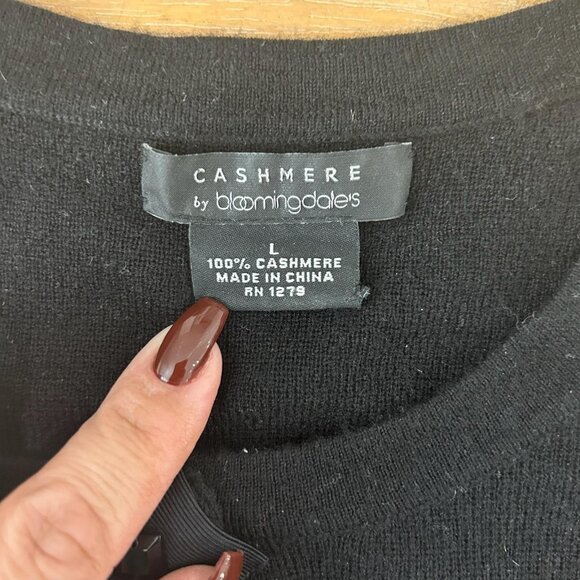 CASHMERE
by bloomingdale's
L
100% CASHMERE
MADE IN CHINA
RN 1279